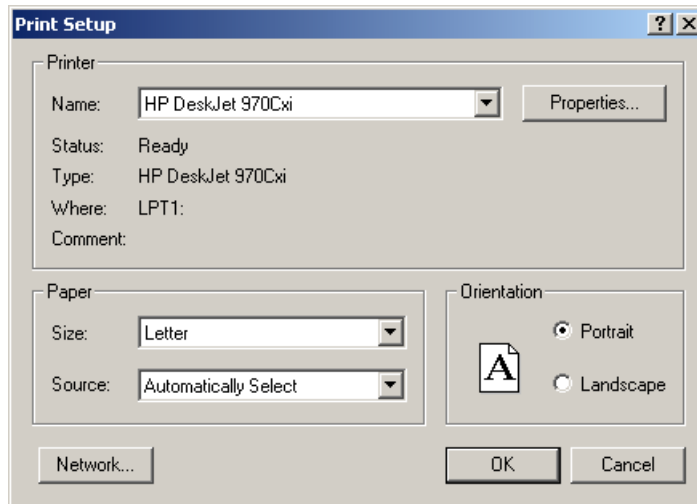 Print Setup
Printer
Name: HP DeskJet 970Cxi Properties...
Status: Ready
Type: HP DeskJet 970Cxi
Where: LPT1:
Comment:
Paper
Size: Letter
Source: Automatically Select
Orientation
A
Portrait
Landscape
Network... OK Cancel